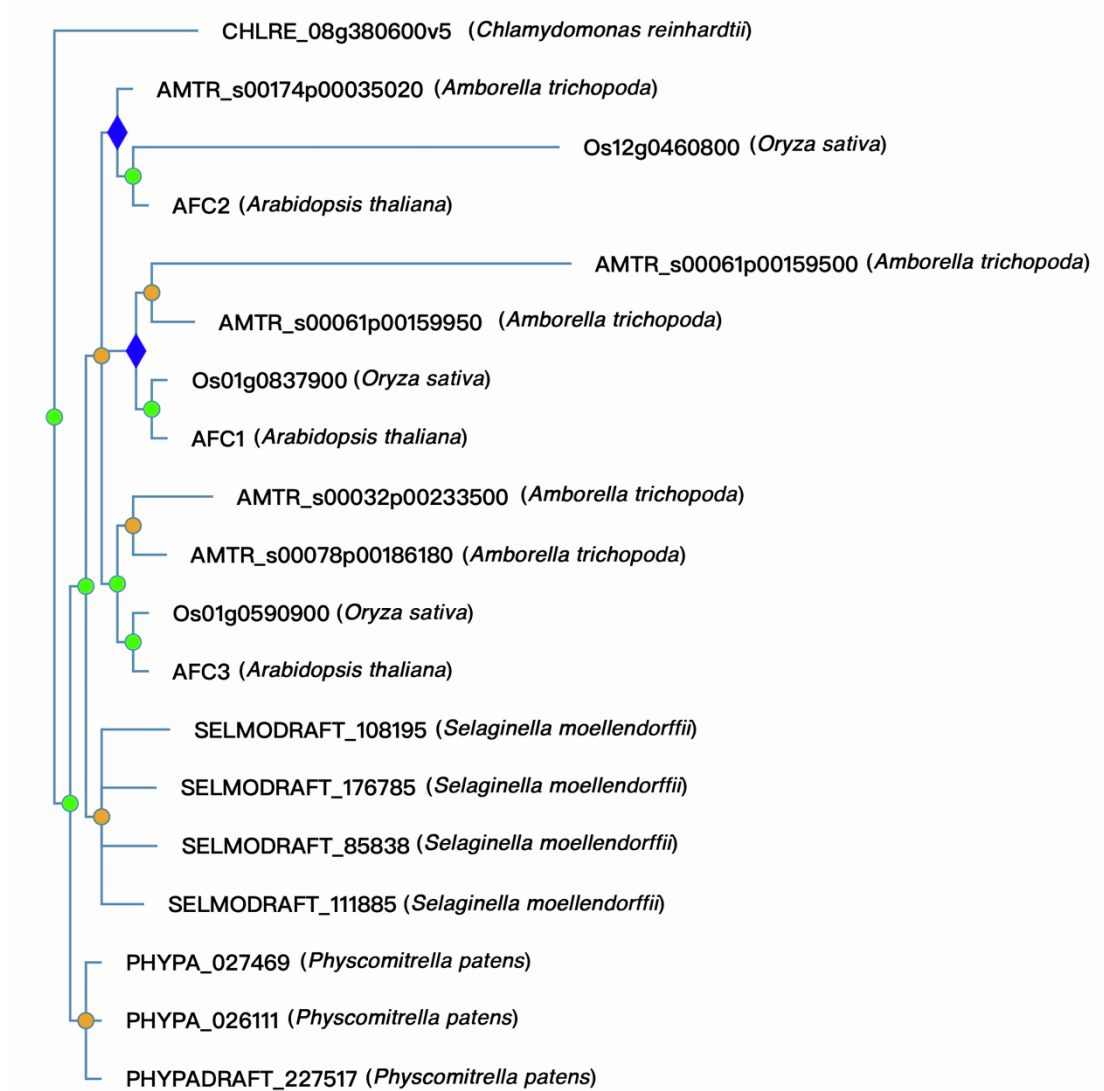 CHLRE_08g380600v5 (Chlamydomonas reinhardtii)
AMTR_s00174p00035020 (Amborella trichopoda)
Os12g0460800 (Oryza sativa)
AFC2 (Arabidopsis thaliana)
AMTR_s00061p00159500 (Amborella trichopoda)
AMTR_s00061p00159950 (Amborella trichopoda)
Os01g0837900 (Oryza sativa)
AFC1 (Arabidopsis thaliana)
AMTR_s00032p00233500 (Amborella trichopoda)
AMTR_s00078p00186180 (Amborella trichopoda)
Os01g0590900 (Oryza sativa)
AFC3 (Arabidopsis thaliana)
SELMODRAFT_108195 (Selaginella moellendorffii)
SELMODRAFT_176785 (Selaginella moellendorffii)
SELMODRAFT_85838 (Selaginella moellendorffii)
SELMODRAFT_111885 (Selaginella moellendorffii)
PHYPA_027469 (Physcomitrella patens)
PHYPA_026111 (Physcomitrella patens)
PHYPADRAFT_227517 (Physcomitrella patens)